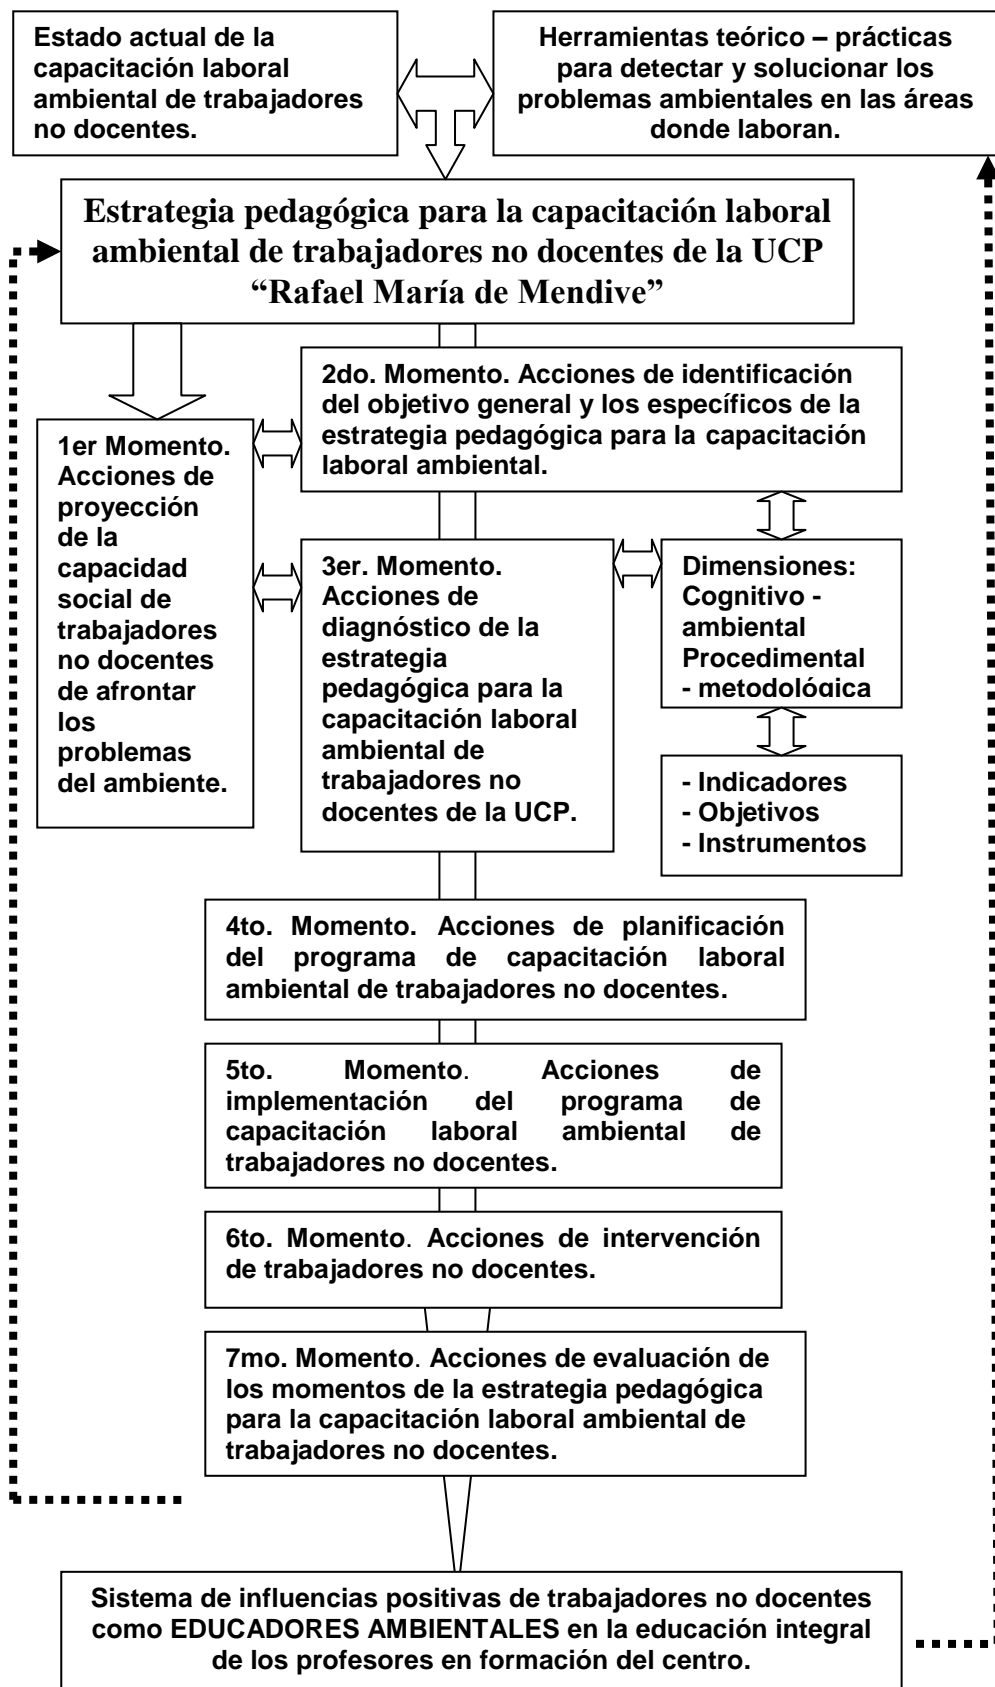 Estado actual de la
capacitación laboral
ambiental de trabajadores
no docentes.
Herramientas teórico – prácticas
para detectar y solucionar los
problemas ambientales en las áreas
donde laboran.
Estrategia pedagógica para la capacitación laboral
ambiental de trabajadores no docentes de la UCP
“Rafael María de Mendive”
1er Momento.
Acciones de
proyección
de la
capacidad
social de
trabajadores
no docentes
de afrontar
los
problemas
del ambiente.
2do. Momento. Acciones de identificación
del objetivo general y los específicos de la
estrategia pedagógica para la capacitación
laboral ambiental.
3er. Momento.
Acciones de
diagnóstico de la
estrategia
pedagógica para la
capacitación laboral
ambiental de
trabajadores no
docentes de la UCP.
Dimensiones:
Cognitivo -
ambiental
Procedimental
- metodológica
- Indicadores
- Objetivos
- Instrumentos
4to. Momento. Acciones de planificación
del programa de capacitación laboral
ambiental de trabajadores no docentes.
5to. Momento. Acciones de
implementación del programa de
capacitación laboral ambiental de
trabajadores no docentes.
6to. Momento. Acciones de intervención
de trabajadores no docentes.
7mo. Momento. Acciones de evaluación de
los momentos de la estrategia pedagógica
para la capacitación laboral ambiental de
trabajadores no docentes.
Sistema de influencias positivas de trabajadores no docentes
como EDUCADORES AMBIENTALES en la educación integral
de los profesores en formación del centro.